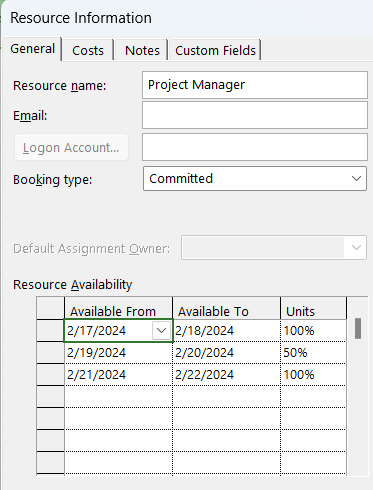 Resource Information
General Costs Notes Custom Fields
Resource name: Project Manager
Email:
Logon Account...
Booking type: Committed
Default Assignment Owner:
Resource Availability
Available From Available To Units
2/17/2024 2/18/2024 100%
2/19/2024 2/20/2024 50%
2/21/2024 2/22/2024 100%